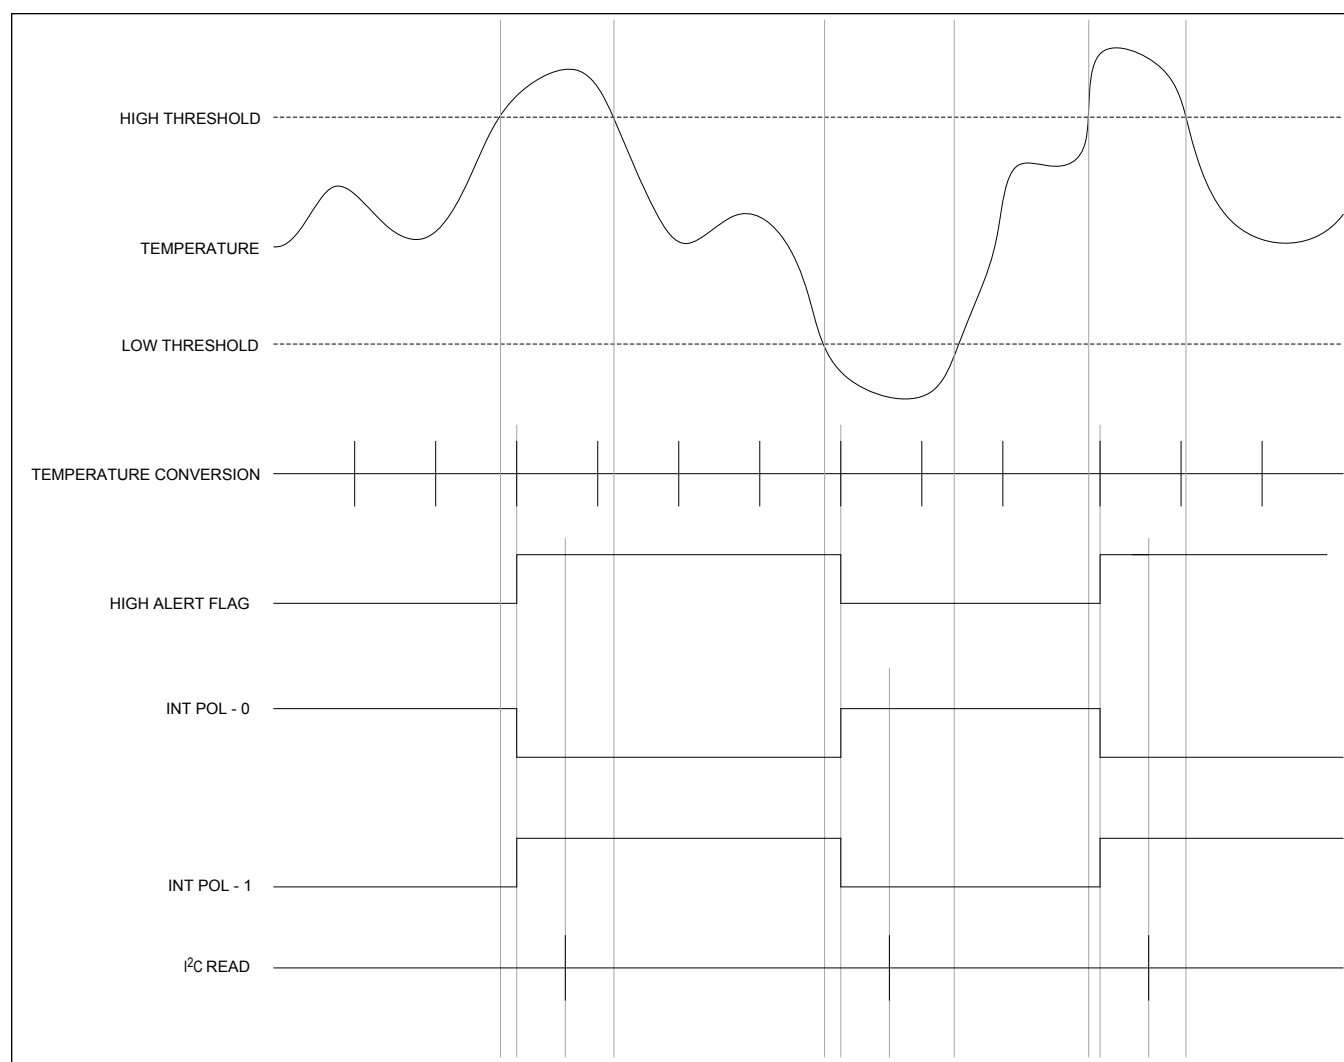 HIGH THRESHOLD
TEMPERATURE
LOW THRESHOLD
TEMPERATURE CONVERSION
HIGH ALERT FLAG
INT POL - 0
INT POL - 1
I²C READ